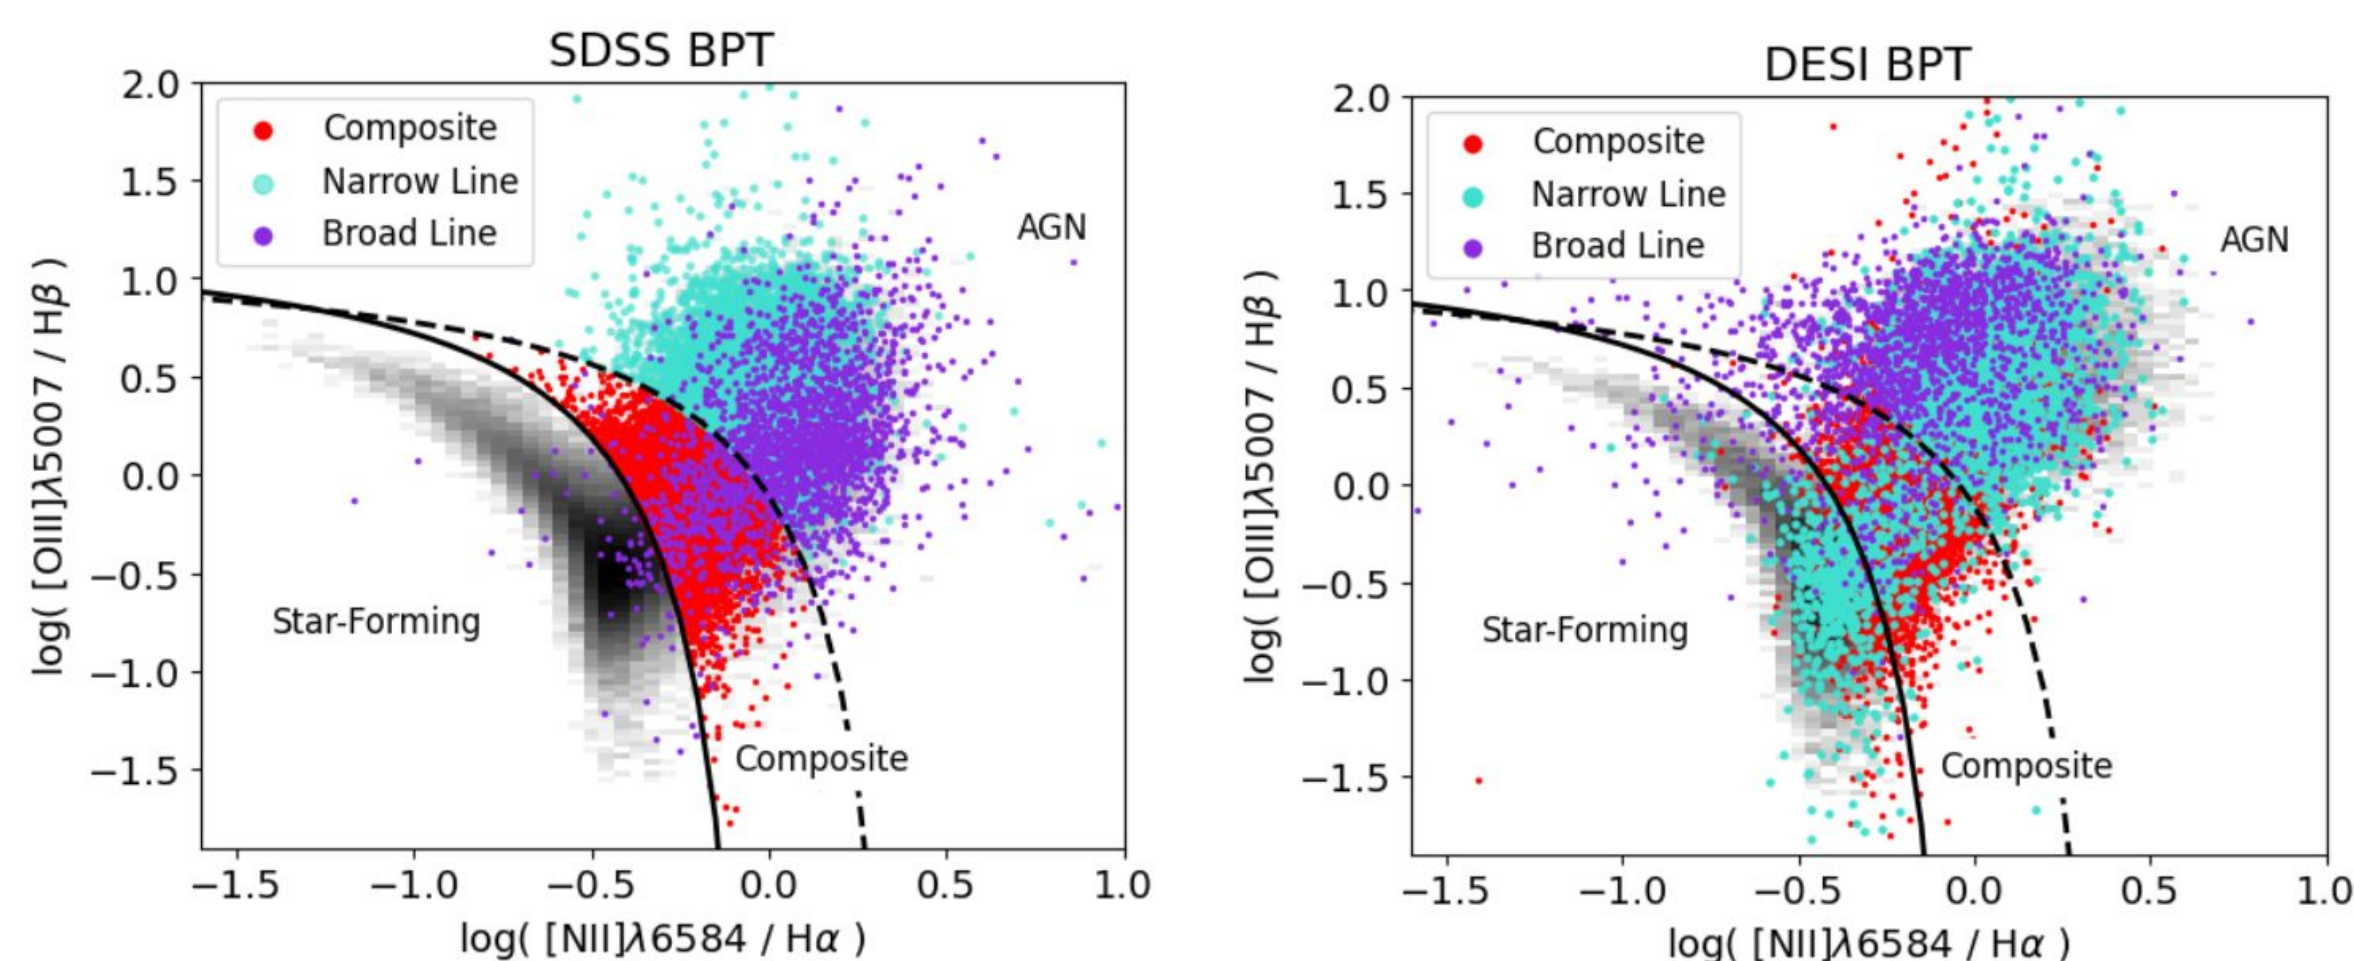 SDSS BPT
2.0
1.5
1.0
0.5
0.0
−0.5
−1.0
−1.5
log( [OIII]λ5007 / Hβ )
Composite
Narrow Line
Broad Line
AGN
Star-Forming
Composite
−1.5 −1.0 −0.5 0.0 0.5 1.0
log( [NII]λ6584 / Hα )
DESI BPT
2.0
1.5
1.0
0.5
0.0
−0.5
−1.0
−1.5
log( [OIII]λ5007 / Hβ )
Composite
Narrow Line
Broad Line
AGN
Star-Forming
Composite
−1.5 −1.0 −0.5 0.0 0.5 1.0
log( [NII]λ6584 / Hα )